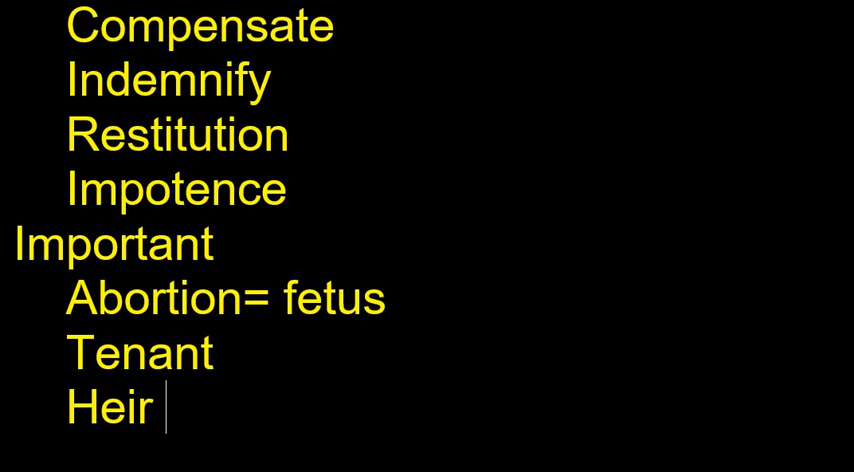 Compensate
Indemnify
Restitution
Impotence
Important
Abortion= fetus
Tenant
Heir